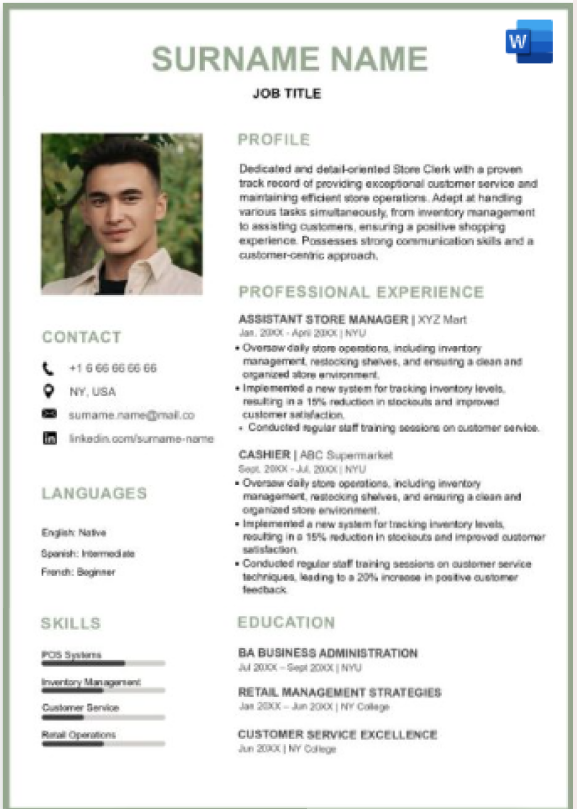 W
SURNAME NAME
JOB TITLE
PROFILE
Dedicated and detail-oriented Store Clerk with a proven
track record of providing exceptional customer service and
maintaining efficient store operations. Adept at handling
various tasks simultaneously, from inventory management
to assisting customers, ensuring a positive shopping
experience. Possesses strong communication skills and a
customer-centric approach.
CONTACT
+1 6 66 66 66 66
NY, USA
surname.name@mail.co
in linkedin.com/surname-name
LANGUAGES
English: Native
Spanish: Intermediate
French: Beginner
SKILLS
POS Systems
Inventory Management
Customer Service
Retail Operations
PROFESSIONAL EXPERIENCE
ASSISTANT STORE MANAGER | XYZ Mart
Jan. 20XX - April 20XX | NYU
• Oversaw daily store operations, including inventory
management, restocking shelves, and ensuring a clean and
organized store environment.
• Implemented a new system for tracking inventory levels,
resulting in a 15% reduction in stockouts and improved
customer satisfaction.
• Conducted regular staff training sessions on customer service.
CASHIER | ABC Supermarket
Sept. 20XX - Jul. 20XX | NYU
• Oversaw daily store operations, including inventory
management, restocking shelves, and ensuring a clean and
organized store environment.
• Implemented a new system for tracking inventory levels,
resulting in a 15% reduction in stockouts and improved customer
satisfaction.
• Conducted regular staff training sessions on customer service
techniques, leading to a 20% increase in positive customer
feedback.
EDUCATION
BA BUSINESS ADMINISTRATION
Jul 20XX – Sept 20XX | NYU
RETAIL MANAGEMENT STRATEGIES
Jan 20XX – Jun 20XX | NY College
CUSTOMER SERVICE EXCELLENCE
Jun 20XX | NY College